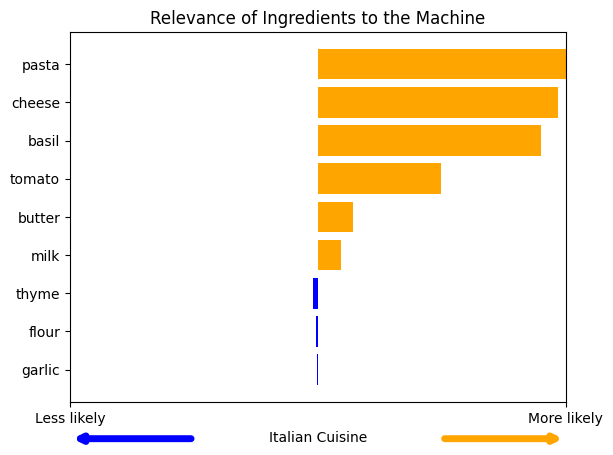 Relevance of Ingredients to the Machine
pasta
cheese
basil
tomato
butter
milk
thyme
flour
garlic
Less likely
More likely
Italian Cuisine